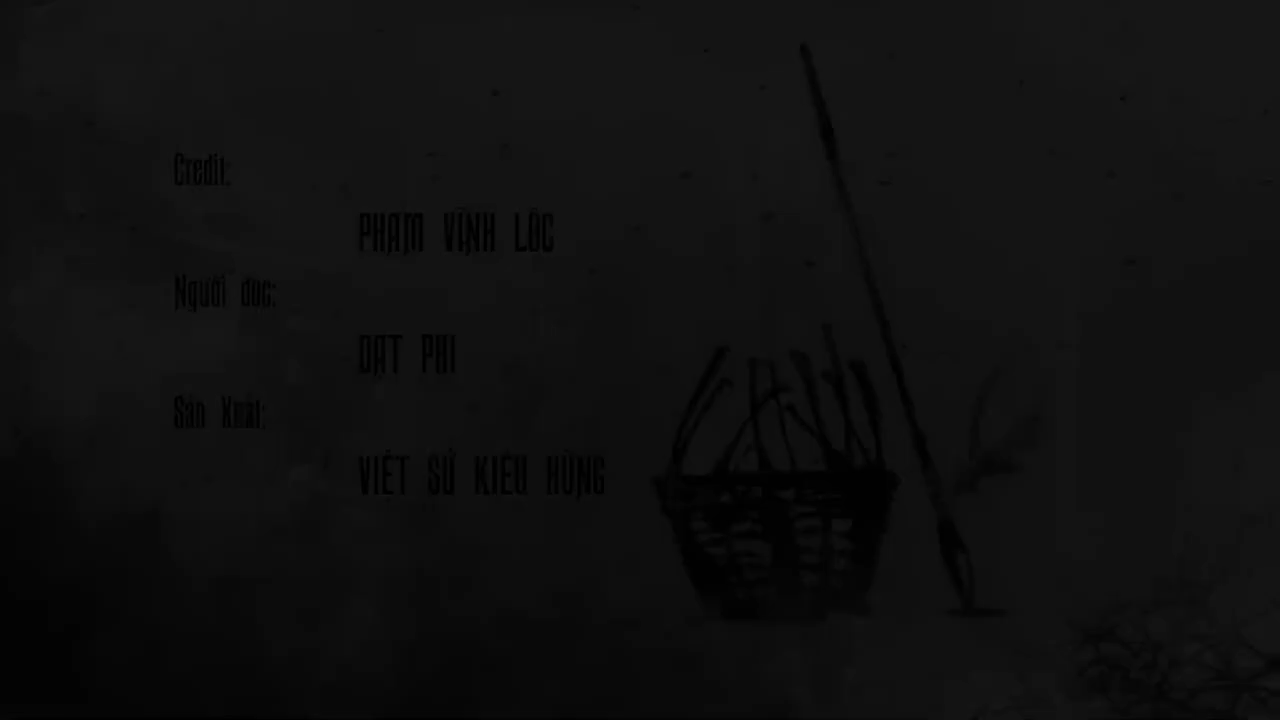 Credit:
PHẠM VĨNH LỘC
Người đọc:
ĐẠT PHI
Sản Xuất:
VIỆT SỬ KIÊU HÙNG